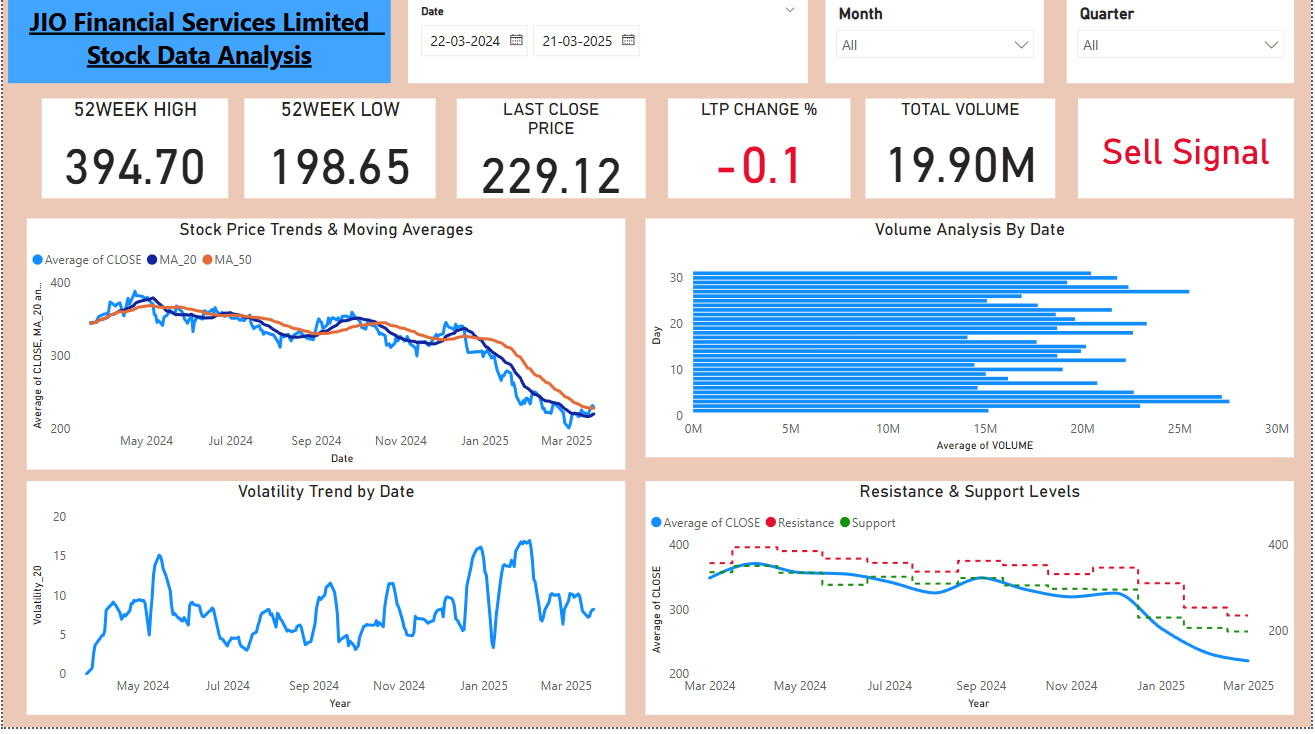 JIO Financial Services Limited
Stock Data Analysis
Date
22-03-2024
21-03-2025
Month
All
Quarter
All
52WEEK HIGH
394.70
52WEEK LOW
198.65
LAST CLOSE
PRICE
229.12
LTP CHANGE %
-0.1
TOTAL VOLUME
19.90M
Sell Signal
Stock Price Trends & Moving Averages
Average of CLOSE MA_20 MA_50
Average of CLOSE, MA_20 an...
400
300
200
May 2024 Jul 2024 Sep 2024 Nov 2024 Jan 2025 Mar 2025
Date
Volume Analysis By Date
Day
30
20
10
0
0M 5M 10M 15M 20M 25M 30M
Average of VOLUME
Volatility Trend by Date
Volatility_20
20
15
10
5
0
May 2024 Jul 2024 Sep 2024 Nov 2024 Jan 2025 Mar 2025
Year
Resistance & Support Levels
Average of CLOSE Resistance Support
Average of CLOSE
400
300
200
400
200
Mar 2024 May 2024 Jul 2024 Sep 2024 Nov 2024 Jan 2025 Mar 2025
Year